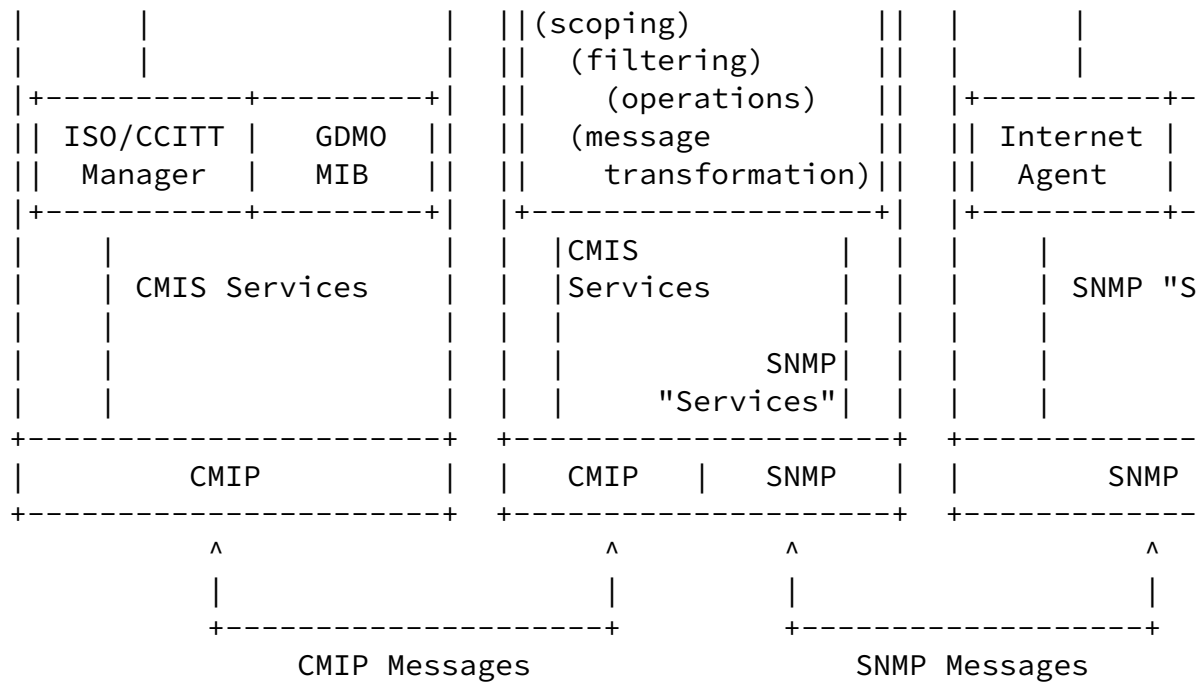 (scoping)
(filtering)
(operations)
ISO/CCITT GDMO (message Internet
Manager MIB transformation) Agent
CMIS
CMIS Services Services SNMP "S
SNMP
"Services"
CMIP CMIP SNMP SNMP
CMIP Messages SNMP Messages